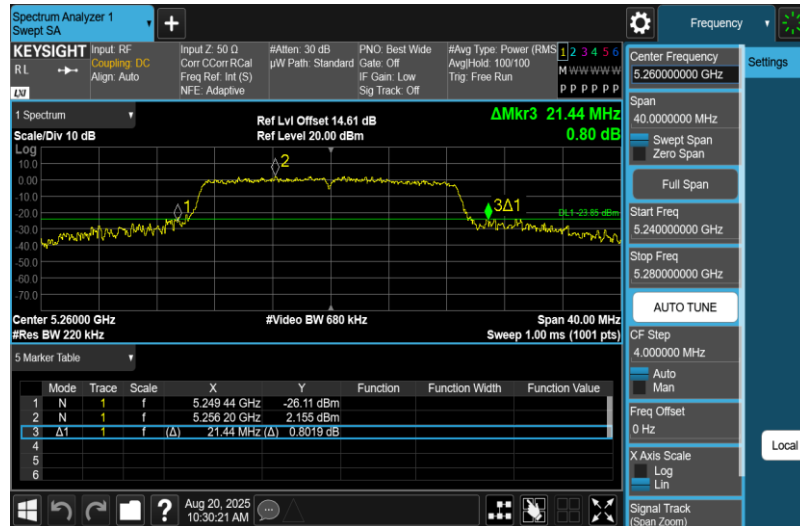 Spectrum Analyzer 1
Swept SA
+
Frequency
KEYSIGHT
RL
LXI
Input: RF
Coupling: DC
Align: Auto
Input Z: 50 Ω
Corr CCorr RCal
Freq Ref: Int (S)
NFE: Adaptive
#Atten: 30 dB
µW Path: Standard
PNO: Best Wide
Gate: Off
IF Gain: Low
Sig Track: Off
#Avg Type: Power (RMS
Avg|Hold: 100/100
Trig: Free Run
1 2 3 4 5 6
M W W W W W
P P P P P P
1 Spectrum
Scale/Div 10 dB
Ref Lvl Offset 14.61 dB
Ref Level 20.00 dBm
ΔMkr3 21.44 MHz
0.80 dB
Log
10.0
0.00
-10.0
-20.0
-30.0
-40.0
-50.0
-60.0
-70.0
1
2
3Δ1
DL1 -23.85 dBm
Center 5.26000 GHz
#Video BW 680 kHz
Span 40.00 MHz
#Res BW 220 kHz
Sweep 1.00 ms (1001 pts)
5 Marker Table
Mode Trace Scale X Y Function Function Width Function Value
1 N 1 f 5.249 44 GHz -26.11 dBm
2 N 1 f 5.256 20 GHz 2.155 dBm
3 Δ1 1 f (Δ) 21.44 MHz (Δ) 0.8019 dB
4
5
6
Aug 20, 2025
10:30:21 AM
Center Frequency
5.260000000 GHz
Settings
Span
40.0000000 MHz
Swept Span
Zero Span
Full Span
Start Freq
5.240000000 GHz
Stop Freq
5.280000000 GHz
AUTO TUNE
CF Step
4.000000 MHz
Auto
Man
Freq Offset
0 Hz
X Axis Scale
Log
Lin
Local
Signal Track
(Span Zoom)